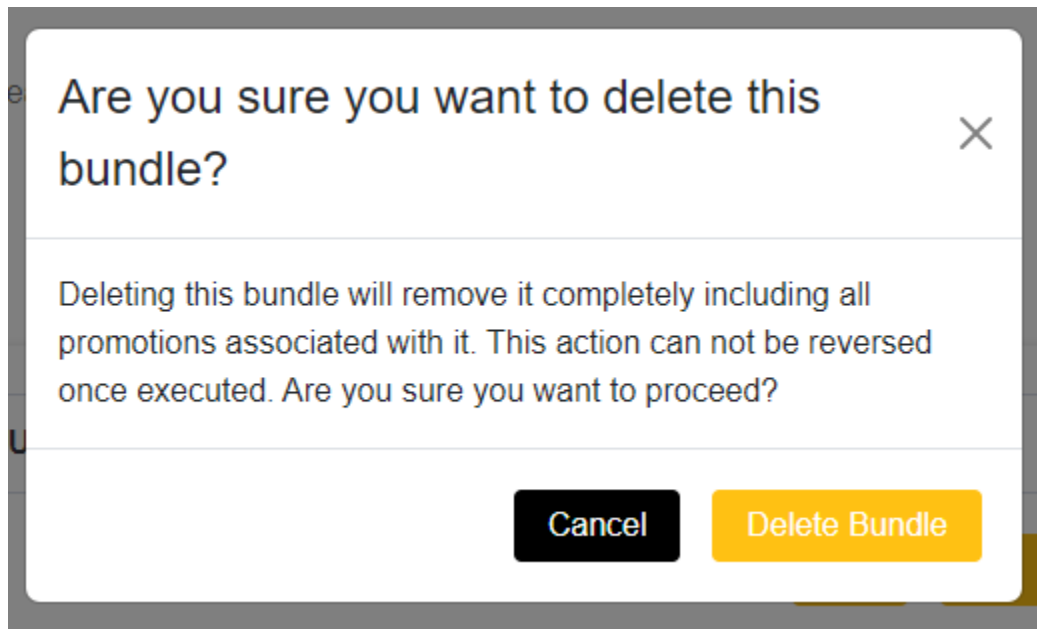 Are you sure you want to delete this
bundle?
Deleting this bundle will remove it completely including all
promotions associated with it. This action can not be reversed
once executed. Are you sure you want to proceed?
Cancel
Delete Bundle